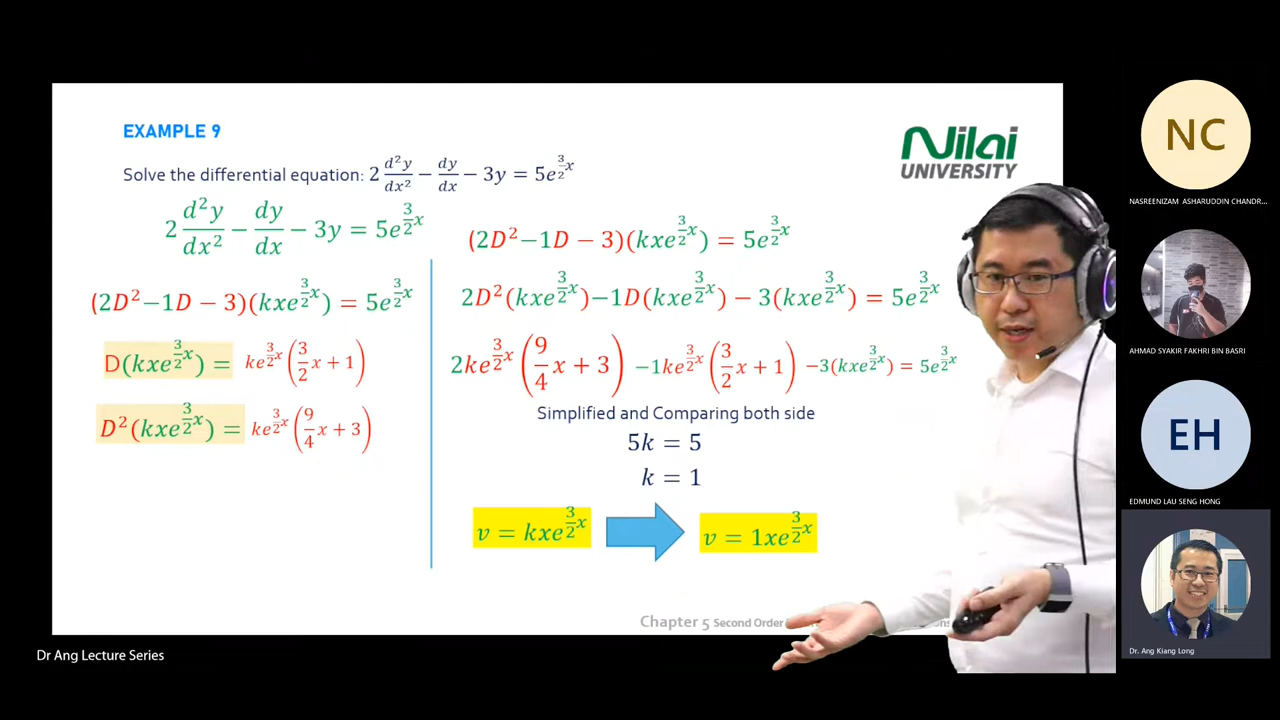 EXAMPLE 9
Nilai
UNIVERSITY
Solve the differential equation: 2 d²y/dx² − dy/dx − 3y = 5e^(3/2 x)
2 d²y/dx² − dy/dx − 3y = 5e^(3/2 x)
(2D²−1D − 3)(kxe^(3/2 x)) = 5e^(3/2 x)
D(kxe^(3/2 x)) = ke^(3/2 x) (3/2 x + 1)
D²(kxe^(3/2 x)) = ke^(3/2 x) (9/4 x + 3)
(2D²−1D − 3)(kxe^(3/2 x)) = 5e^(3/2 x)
2D²(kxe^(3/2 x))−1D(kxe^(3/2 x)) − 3(kxe^(3/2 x)) = 5e^(3/2 x)
2ke^(3/2 x) (9/4 x + 3) −1ke^(3/2 x) (3/2 x + 1) −3(kxe^(3/2 x)) = 5e^(3/2 x)
Simplified and Comparing both side
5k = 5
k = 1
v = kxe^(3/2 x)
v = 1xe^(3/2 x)
Chapter 5 Second Order
Dr Ang Lecture Series
NC
NASREENIZAM ASHARUDDIN CHANDR...
AHMAD SYAKIR FAKHRI BIN BASRI
EH
EDMUND LAU SENG HONG
Dr. Ang Kiang Long